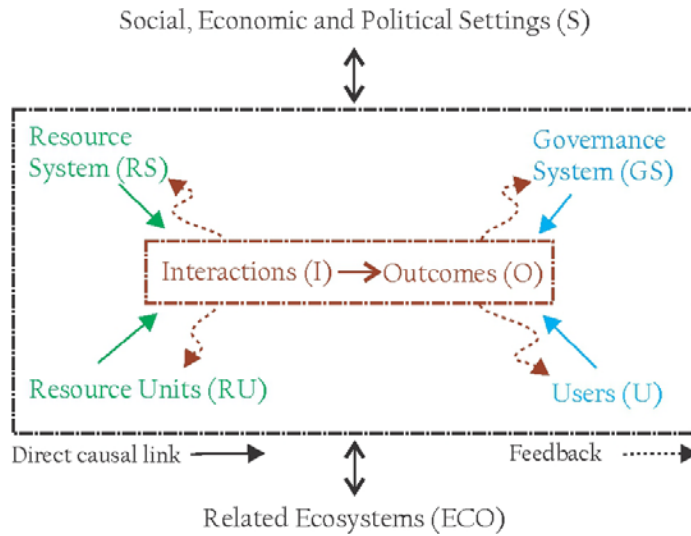 Social, Economic and Political Settings (S)
Resource
System (RS)
Governance
System (GS)
Interactions (I)
Outcomes (O)
Resource Units (RU)
Users (U)
Direct causal link
Feedback
Related Ecosystems (ECO)